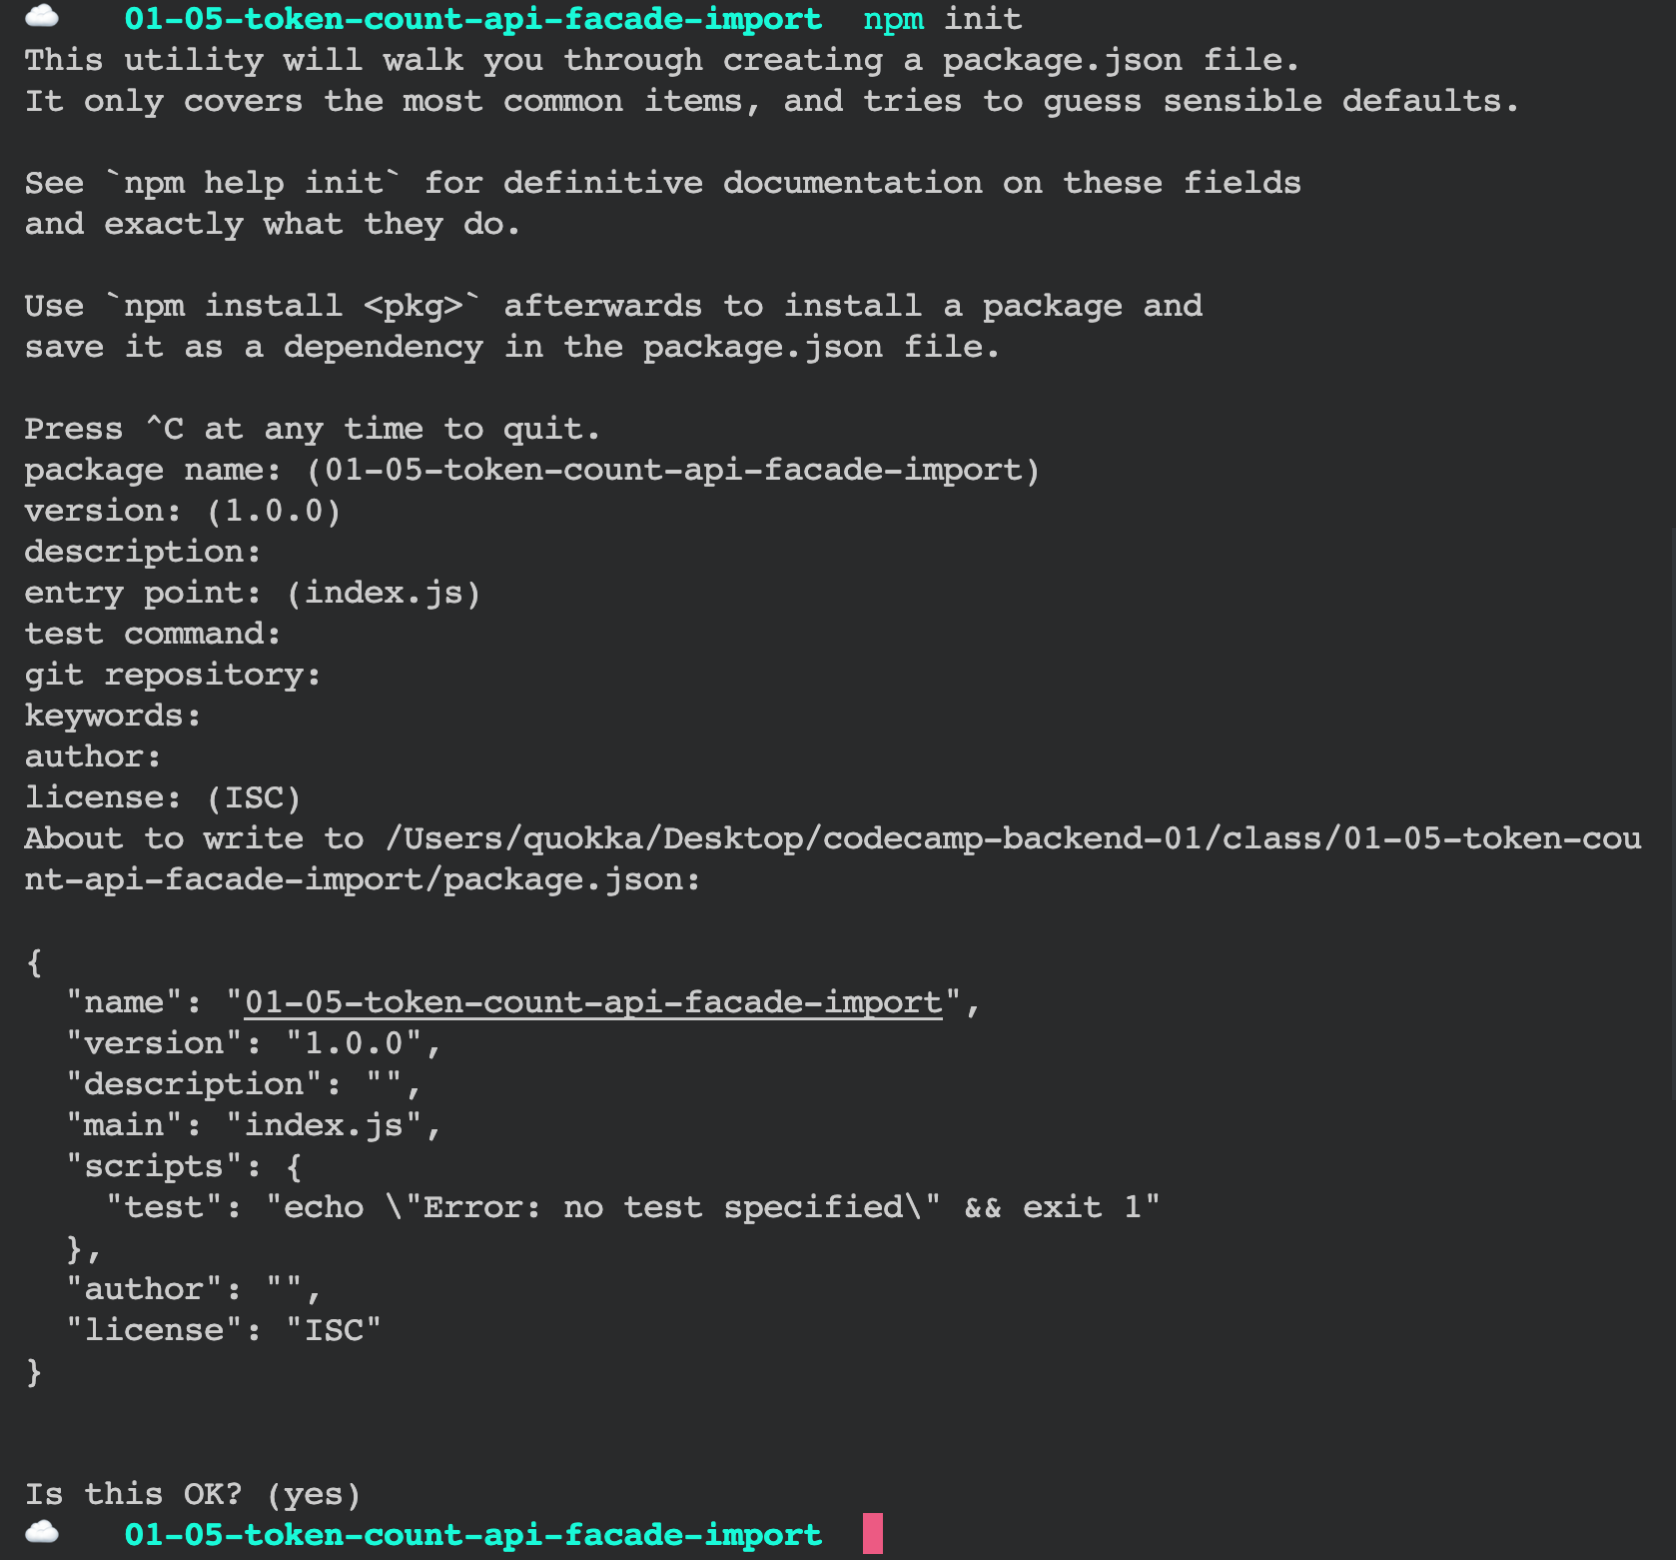 01-05-token-count-api-facade-import npm init
This utility will walk you through creating a package.json file.
It only covers the most common items, and tries to guess sensible defaults.
See `npm help init` for definitive documentation on these fields
and exactly what they do.
Use `npm install <pkg>` afterwards to install a package and
save it as a dependency in the package.json file.
Press ^C at any time to quit.
package name: (01-05-token-count-api-facade-import)
version: (1.0.0)
description:
entry point: (index.js)
test command:
git repository:
keywords:
author:
license: (ISC)
About to write to /Users/quokka/Desktop/codecamp-backend-01/class/01-05-token-cou
nt-api-facade-import/package.json:
{
  "name": "01-05-token-count-api-facade-import",
  "version": "1.0.0",
  "description": "",
  "main": "index.js",
  "scripts": {
    "test": "echo \"Error: no test specified\" && exit 1"
  },
  "author": "",
  "license": "ISC"
}
Is this OK? (yes)
01-05-token-count-api-facade-import